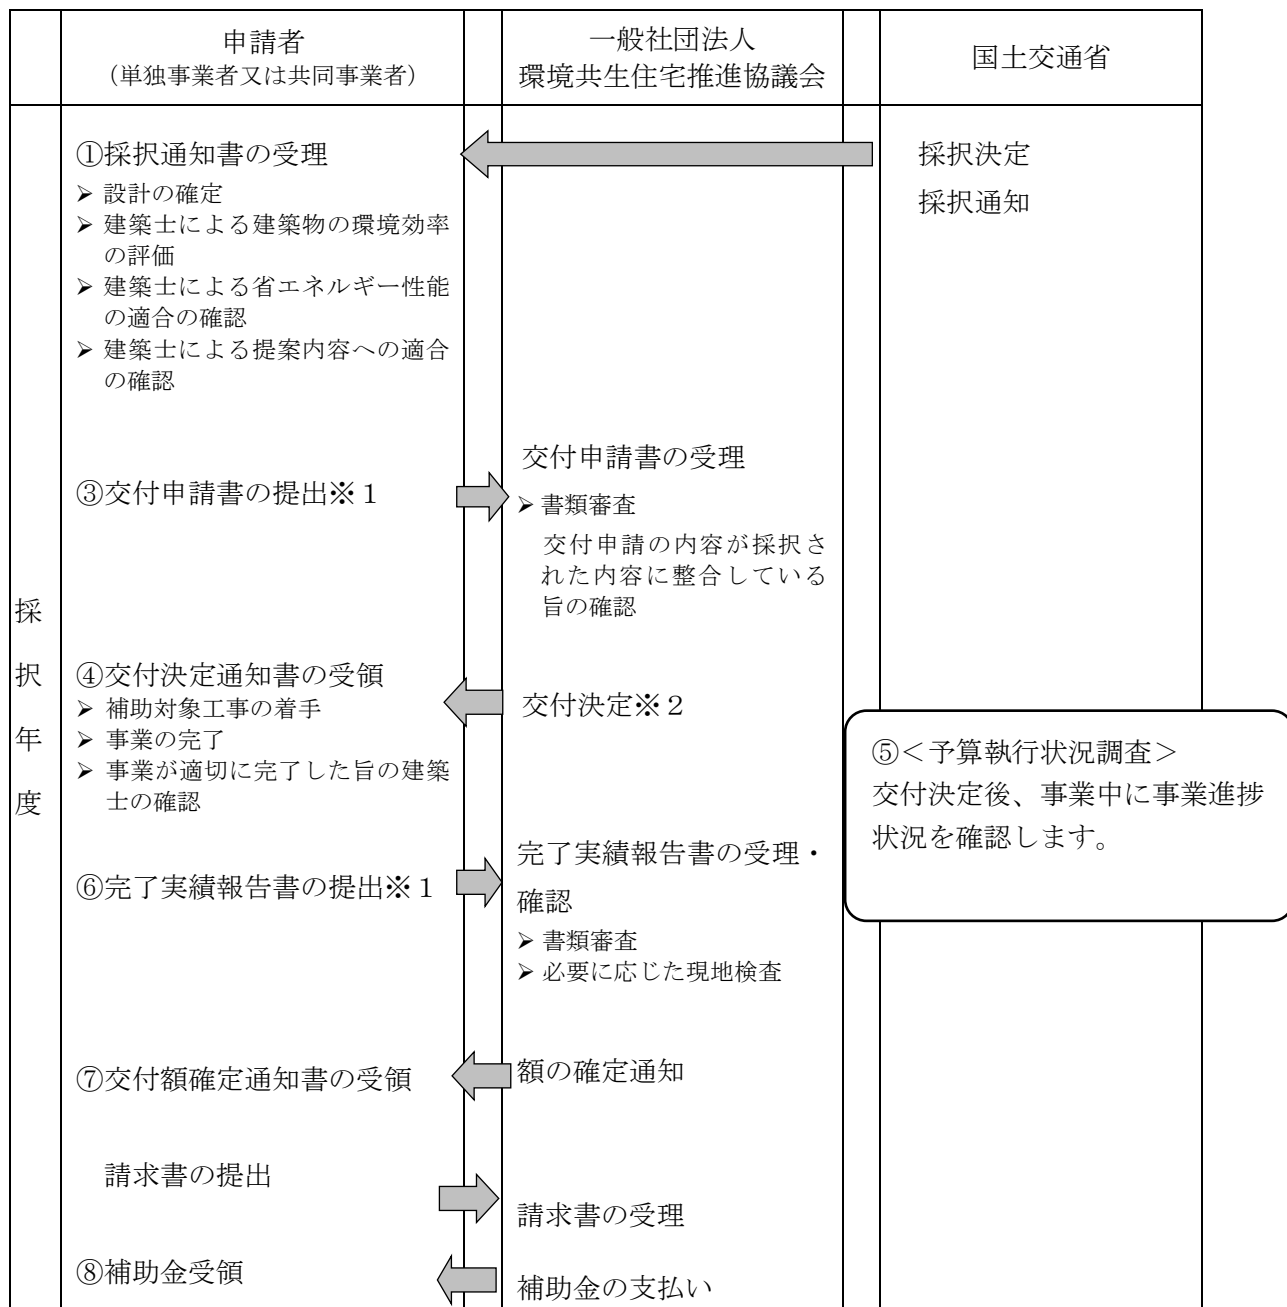 申請者
（単独事業者又は共同事業者）
一般社団法人
環境共生住宅推進協議会
国土交通省
採
択
年
度
①採択通知書の受理
➢ 設計の確定
➢ 建築士による建築物の環境効率
の評価
➢ 建築士による省エネルギー性能
の適合の確認
➢ 建築士による提案内容への適合
の確認
採択決定
採択通知
③交付申請書の提出※１
交付申請書の受理
➢ 書類審査
交付申請の内容が採択さ
れた内容に整合している
旨の確認
④交付決定通知書の受領
➢ 補助対象工事の着手
➢ 事業の完了
➢ 事業が適切に完了した旨の建築
士の確認
交付決定※２
⑤＜予算執行状況調査＞
交付決定後、事業中に事業進捗
状況を確認します。
⑥完了実績報告書の提出※１
完了実績報告書の受理・
確認
➢ 書類審査
➢ 必要に応じた現地検査
⑦交付額確定通知書の受領
額の確定通知
請求書の提出
請求書の受理
⑧補助金受領
補助金の支払い